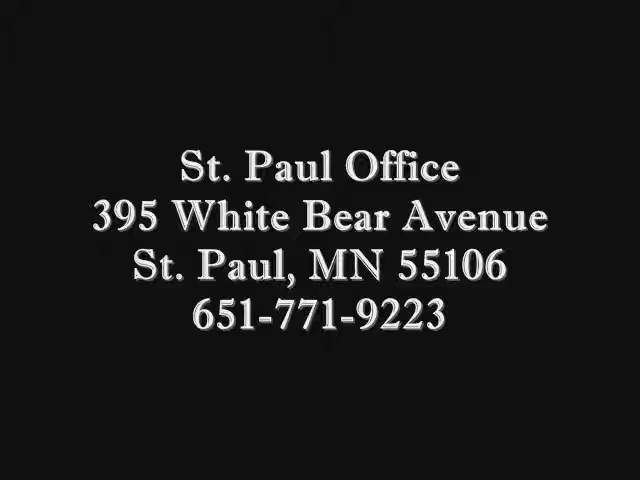 St. Paul Office
395 White Bear Avenue
St. Paul, MN 55106
651-771-9223